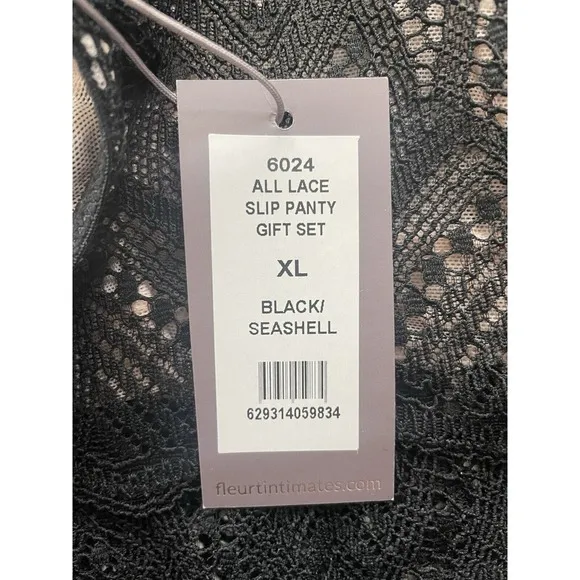 6024
ALL LACE
SLIP PANTY
GIFT SET
XL
BLACK/
SEASHELL
629314059834
fleurtintimates.com